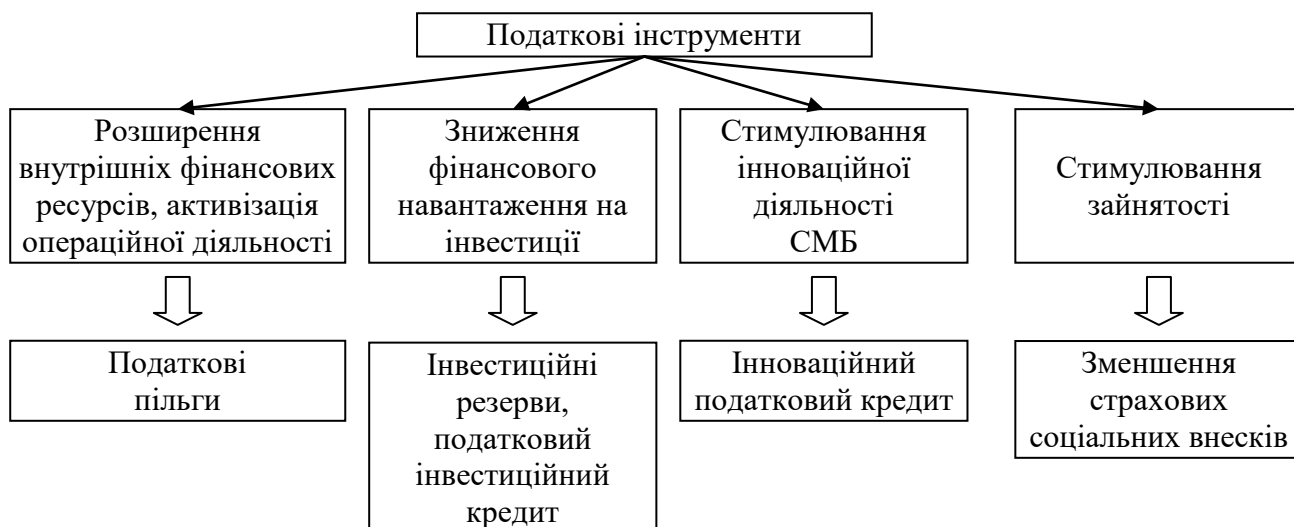 Податкові інструменти
Розширення
внутрішніх фінансових
ресурсів, активізація
операційної діяльності
Зниження
фінансового
навантаження на
інвестиції
Стимулювання
інноваційної
діяльності
СМБ
Стимулювання
зайнятості
Податкові
пільги
Інвестиційні
резерви,
податковий
інвестиційний
кредит
Інноваційний
податковий кредит
Зменшення
страхових
соціальних внесків